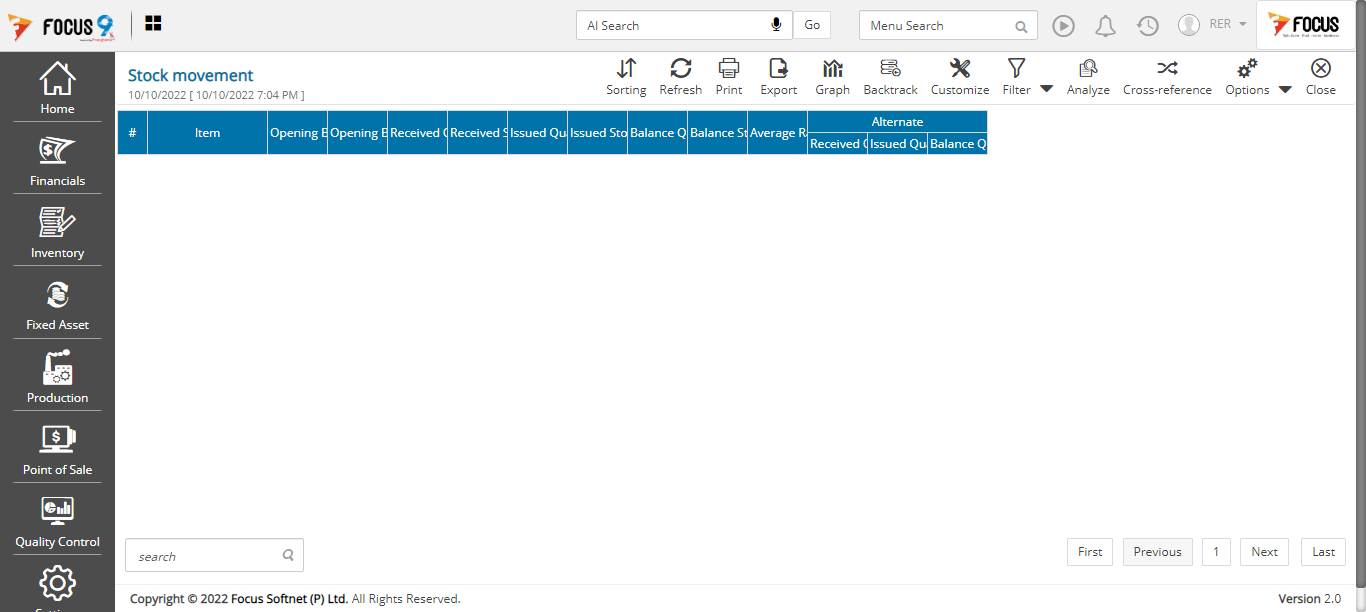 FOCUS 9
AI Search
Go
Menu Search
RER
FOCUS
Home
Financials
Inventory
Fixed Asset
Production
Point of Sale
Quality Control
Stock movement
10/10/2022 [ 10/10/2022 7:04 PM ]
Sorting
Refresh
Print
Export
Graph
Backtrack
Customize
Filter
Analyze
Cross-reference
Options
Close
#
Item
Opening B
Opening B
Received Q
Received S
Issued Qu
Issued Sto
Balance Q
Balance St
Average R
Alternate
Received Q
Issued Qu
Balance Q
search
First
Previous
1
Next
Last
Copyright © 2022 Focus Softnet (P) Ltd. All Rights Reserved.
Version 2.0